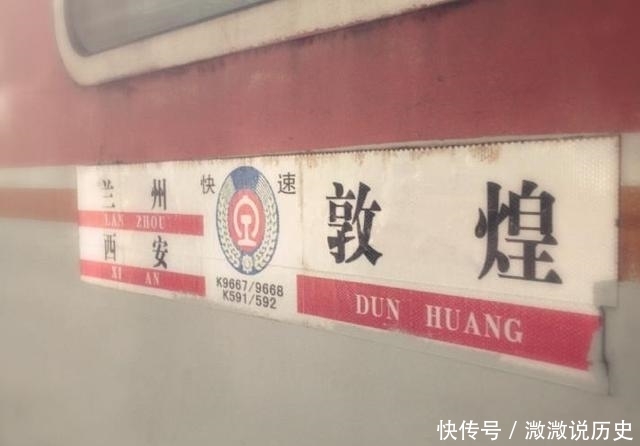 兰 州
LAN ZHOU
西 安
XI AN
快 速
K9667/9668
K591/592
敦 煌
DUN HUANG
快传号 / 溦溦说历史